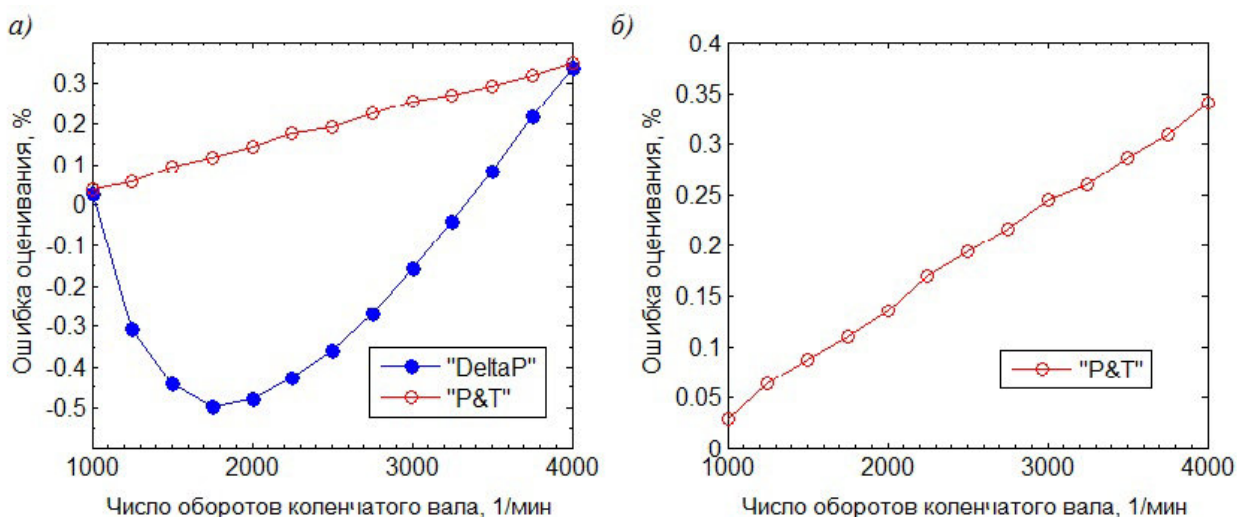 а)
Ошибка оценивания, %
0.3
0.2
0.1
0
-0.1
-0.2
-0.3
-0.4
-0.5
"DeltaP"
"P&T"
1000
2000
3000
4000
Число оборотов коленчатого вала, 1/мин
б)
Ошибка оценивания, %
0.4
0.35
0.3
0.25
0.2
0.15
0.1
0.05
0
"P&T"
1000
2000
3000
4000
Число оборотов коленчатого вала, 1/мин